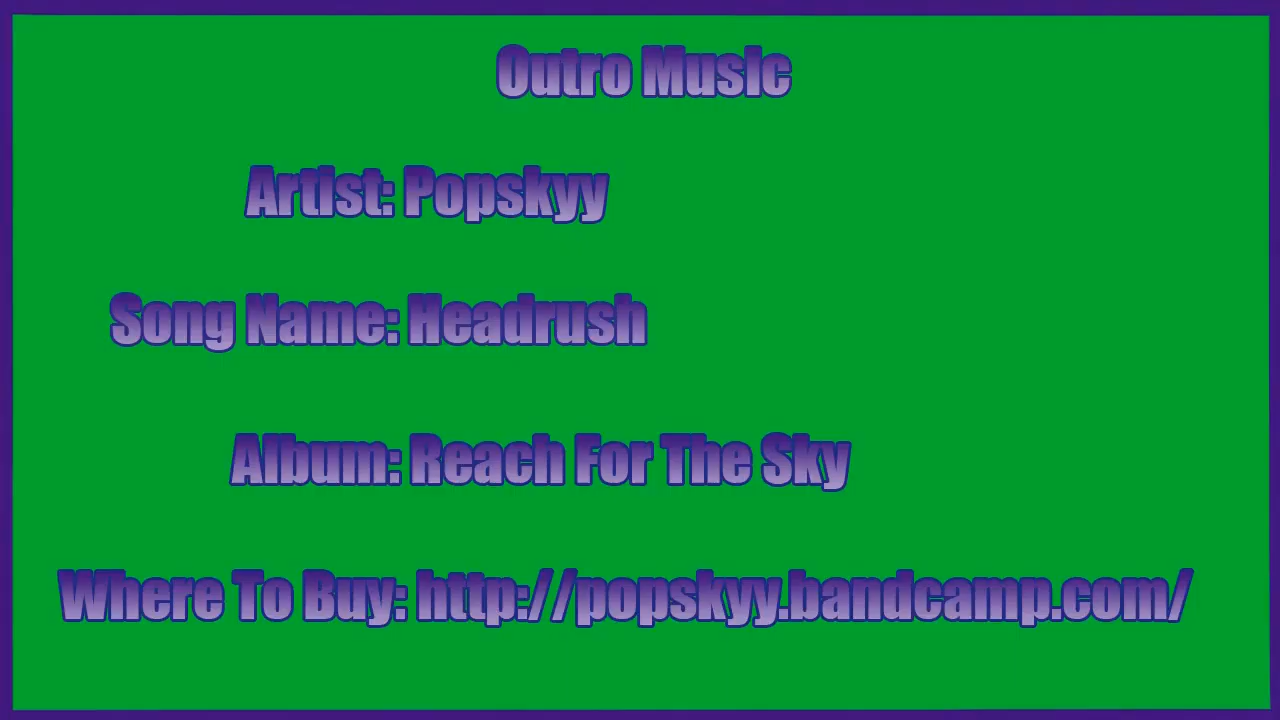 Outro Music
Artist: Popskyy
Song Name: Headrush
Album: Reach For The Sky
Where To Buy: http://popskyy.bandcamp.com/